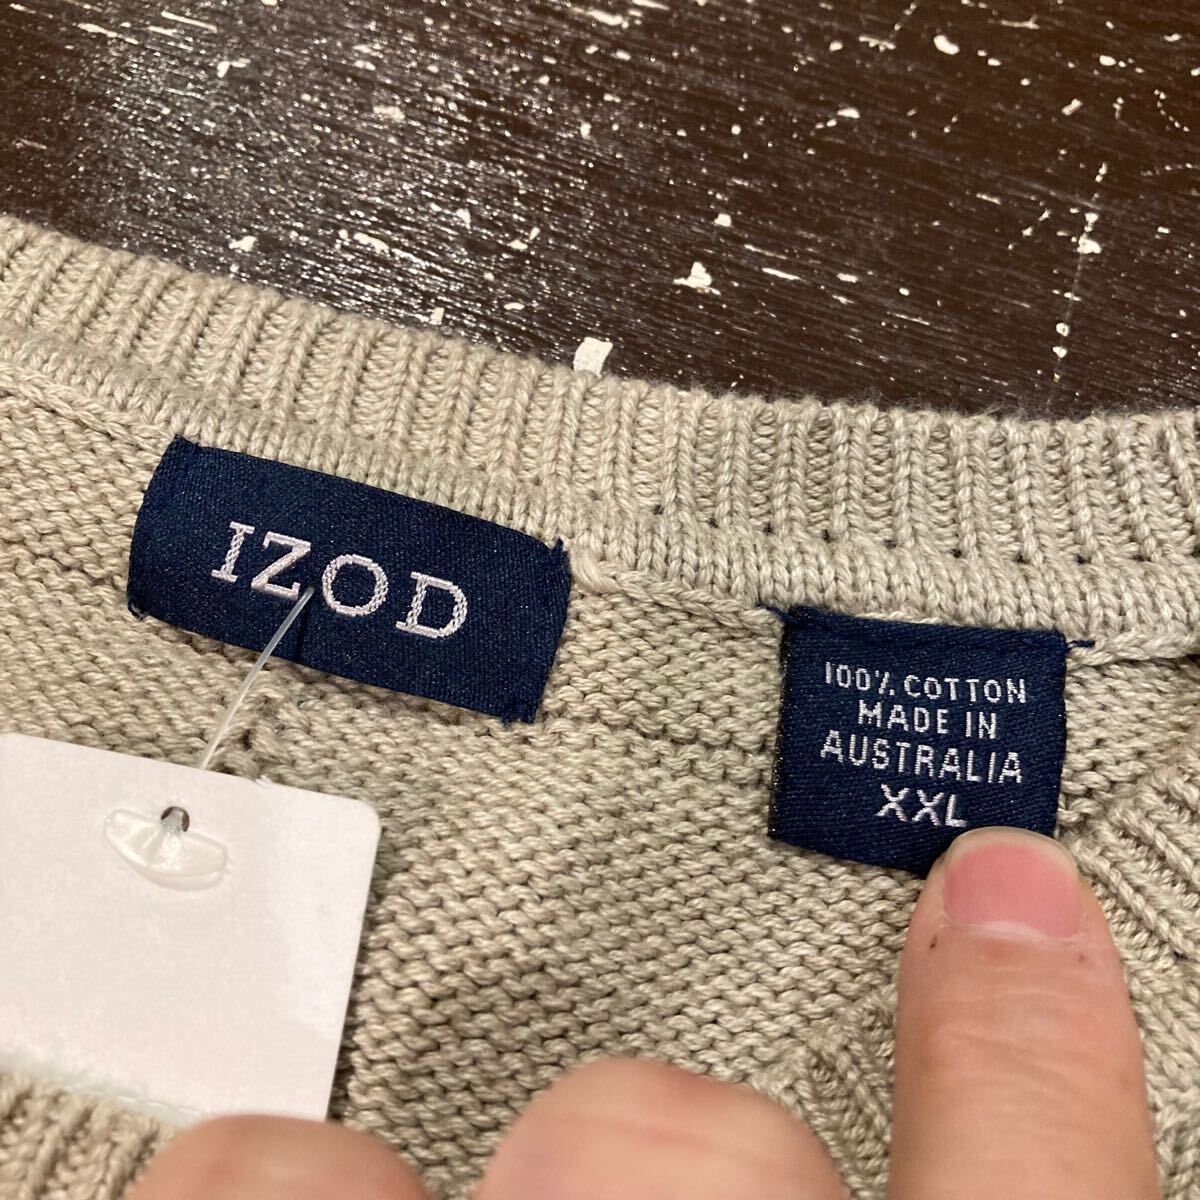 IZOD
100% COTTON
MADE IN
AUSTRALIA
XXL